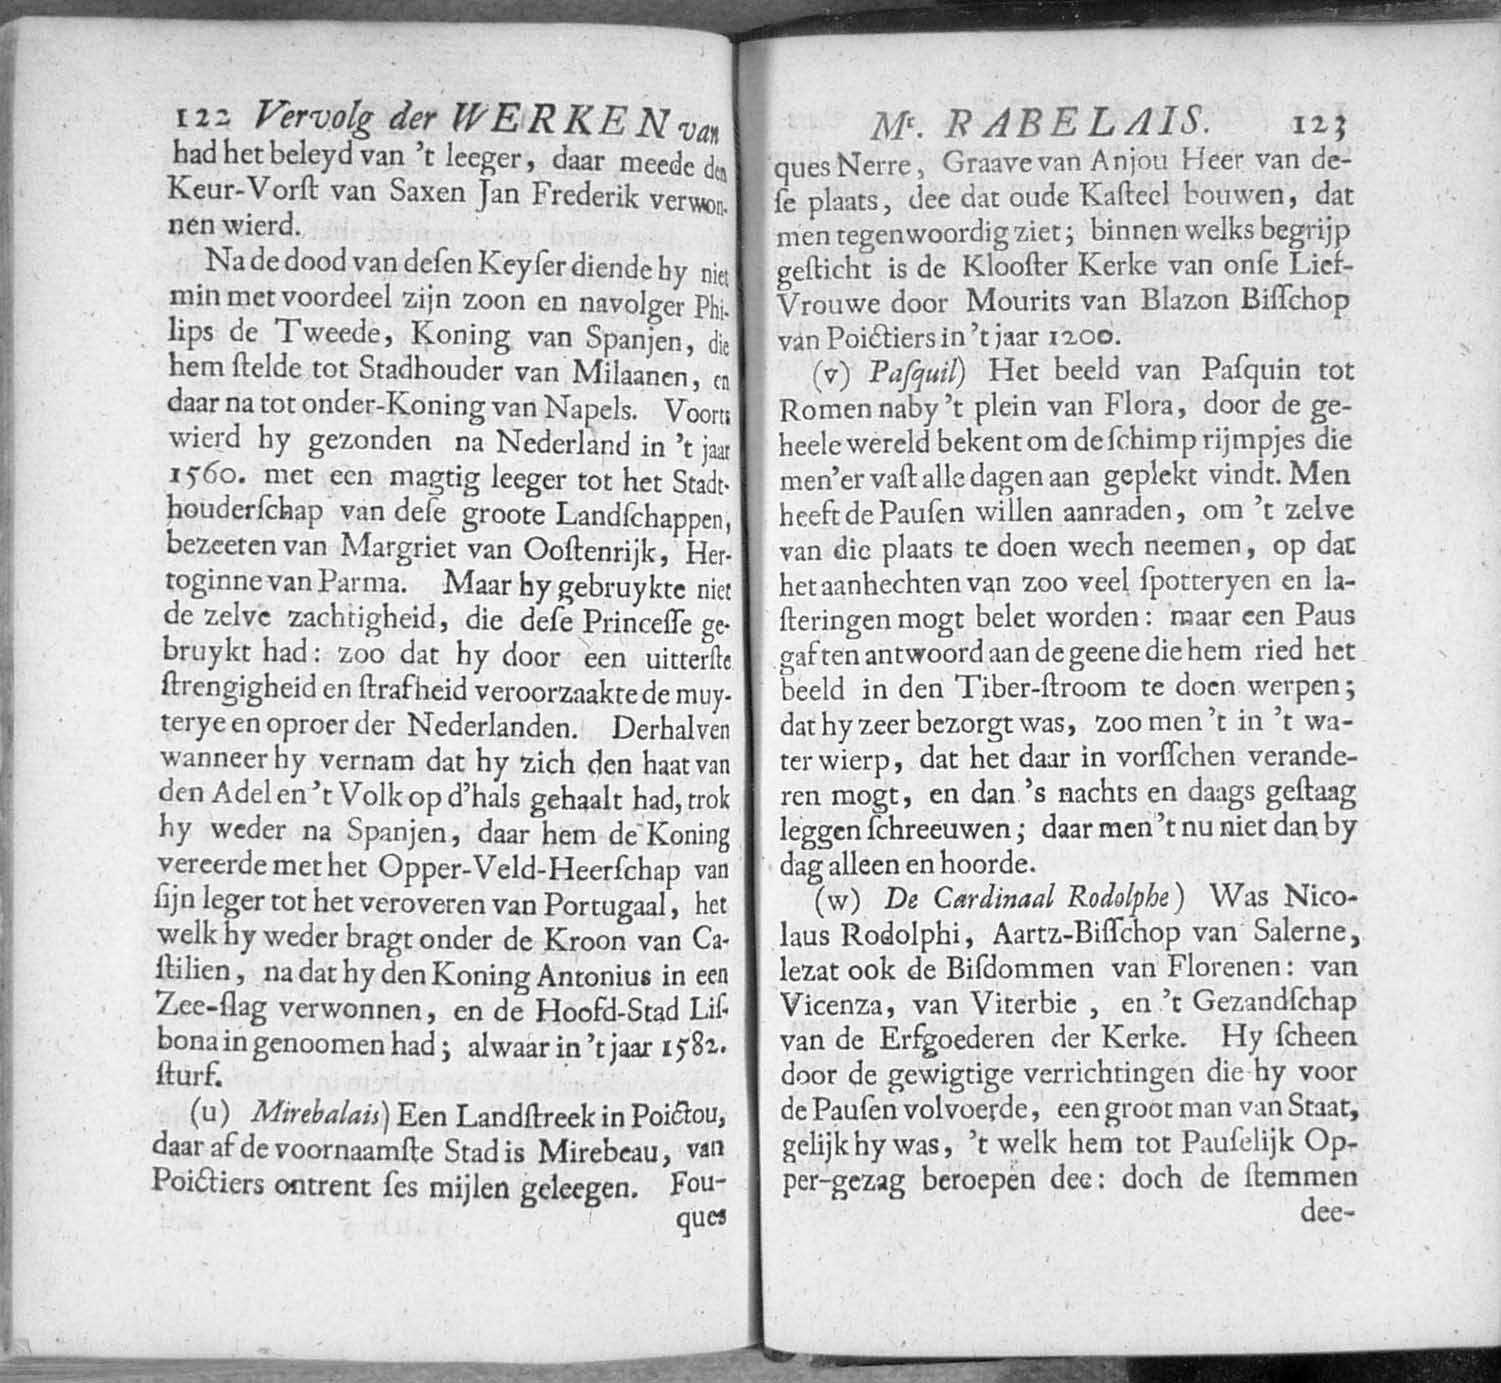 122 Vervolg der WERKEN van
had het beleyd van 't leeger, daar meede den
Keur-Vorſt van Saxen Jan Frederik verwon-
nen wierd.
Na de dood van deſen Keyſer diende hy niet
min met voordeel zijn zoon en navolger Phi-
lips de Tweede, Koning van Spanjen, die
hem ſtelde tot Stadhouder van Milaanen, en
daar na tot onder-Koning van Napels. Voorts
wierd hy gezonden na Nederland in 't jaar
1560. met een magtig leeger tot het Stadt-
houderſchap van deſe groote Landſchappen,
bezeeten van Margriet van Ooſtenrijk, Her-
toginne van Parma. Maar hy gebruykte niet
de zelve zachtigheid, die deſe Princeſſe ge-
bruykt had: zoo dat hy door een uitterſte
ſtrengigheid en ſtrafheid veroorzaakte de muy-
terye en oproer der Nederlanden. Derhalven
wanneer hy vernam dat hy zich den haat van
den Adel en 't Volk op d'hals gehaalt had, trok
hy weder na Spanjen, daar hem de Koning
vereerde met het Opper-Veld-Heerſchap van
ſijn leger tot het veroveren van Portugaal, het
welk hy weder bragt onder de Kroon van Ca-
ſtilien, na dat hy den Koning Antonius in een
Zee-ſlag verwonnen, en de Hoofd-Stad Liſ-
bona in genoomen had; alwaar in 't jaar 1582.
ſturf.
(u) Mirebalais) Een Landſtreek in Poictou,
daar af de voornaamſte Stad is Mirebeau, van
Poictiers ontrent ſes mijlen geleegen. Fou-
ques
Mr. RABELAIS. 123
ques Nerre, Graave van Anjou Heer van de-
ſe plaats, dee dat oude Kaſteel bouwen, dat
men tegenwoordig ziet; binnen welks begrijp
geſticht is de Klooſter Kerke van onſe Lief-
Vrouwe door Mourits van Blazon Biſſchop
van Poictiers in 't jaar 1200.
(v) Paſquil) Het beeld van Paſquin tot
Romen naby 't plein van Flora, door de ge-
heele wereld bekent om de ſchimp rijmpjes die
men'er vaſt alle dagen aan geplekt vindt. Men
heeft de Pauſen willen aanraden, om 't zelve
van die plaats te doen wech neemen, op dat
het aanhechten van zoo veel ſpotteryen en la-
ſteringen mogt belet worden: maar een Paus
gaf ten antwoord aan de geene die hem ried het
beeld in den Tiber-ſtroom te doen werpen;
dat hy zeer bezorgt was, zoo men 't in 't wa-
ter wierp, dat het daar in vorſſchen verande-
ren mogt, en dan 's nachts en daags geſtaag
leggen ſchreeuwen; daar men 't nu niet dan by
dag alleen en hoorde.
(w) De Cardinaal Rodolphe) Was Nico-
laus Rodolphi, Aartz-Biſſchop van Salerne,
lezat ook de Biſdommen van Florenen: van
Vicenza, van Viterbie, en 't Gezandſchap
van de Erfgoederen der Kerke. Hy ſcheen
door de gewigtige verrichtingen die hy voor
de Pauſen volvoerde, een groot man van Staat,
gelijk hy was, 't welk hem tot Pauſelijk Op-
per-gezag beroepen dee: doch de ſtemmen
dee-